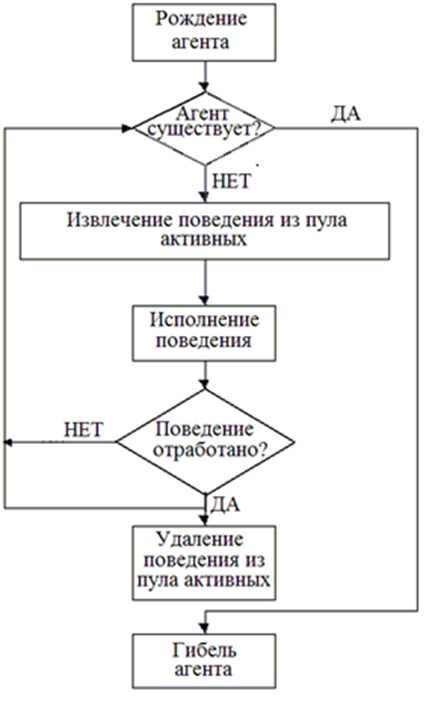 Рождение
агента
Агент
существует?
ДА
НЕТ
Извлечение поведения из пула
активных
Исполнение
поведения
НЕТ
Поведение
отработано?
ДА
Удаление
поведения из
пула активных
Гибель
агента